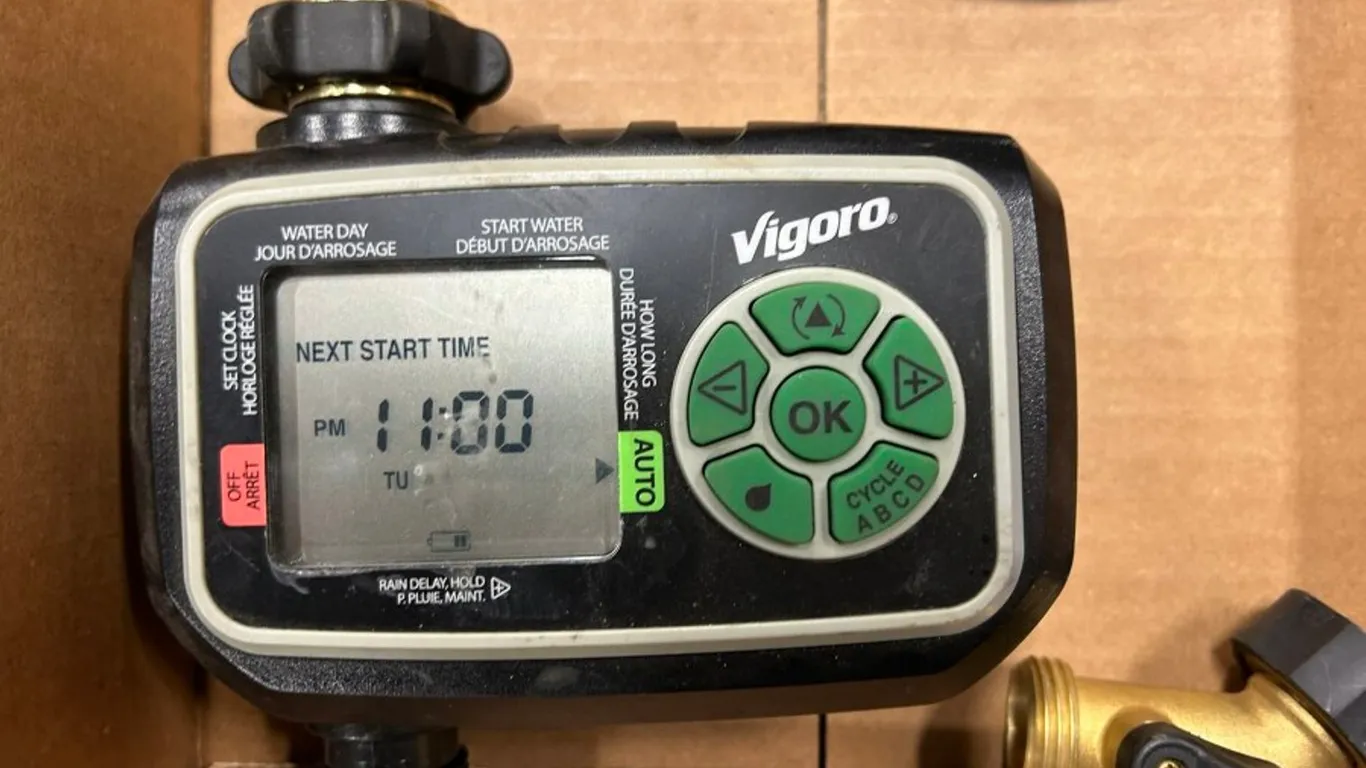 WATER DAY
JOUR D'ARROSAGE
START WATER
DÉBUT D'ARROSAGE
Vigoro®
SET CLOCK
HORLOGE RÉGLÉE
HOW LONG
DURÉE D'ARROSAGE
NEXT START TIME
PM 11:00
TU
OFF
ARRÊT
AUTO
RAIN DELAY, HOLD
P. PLUIE, MAINT.
OK
CYCLE
A B C D